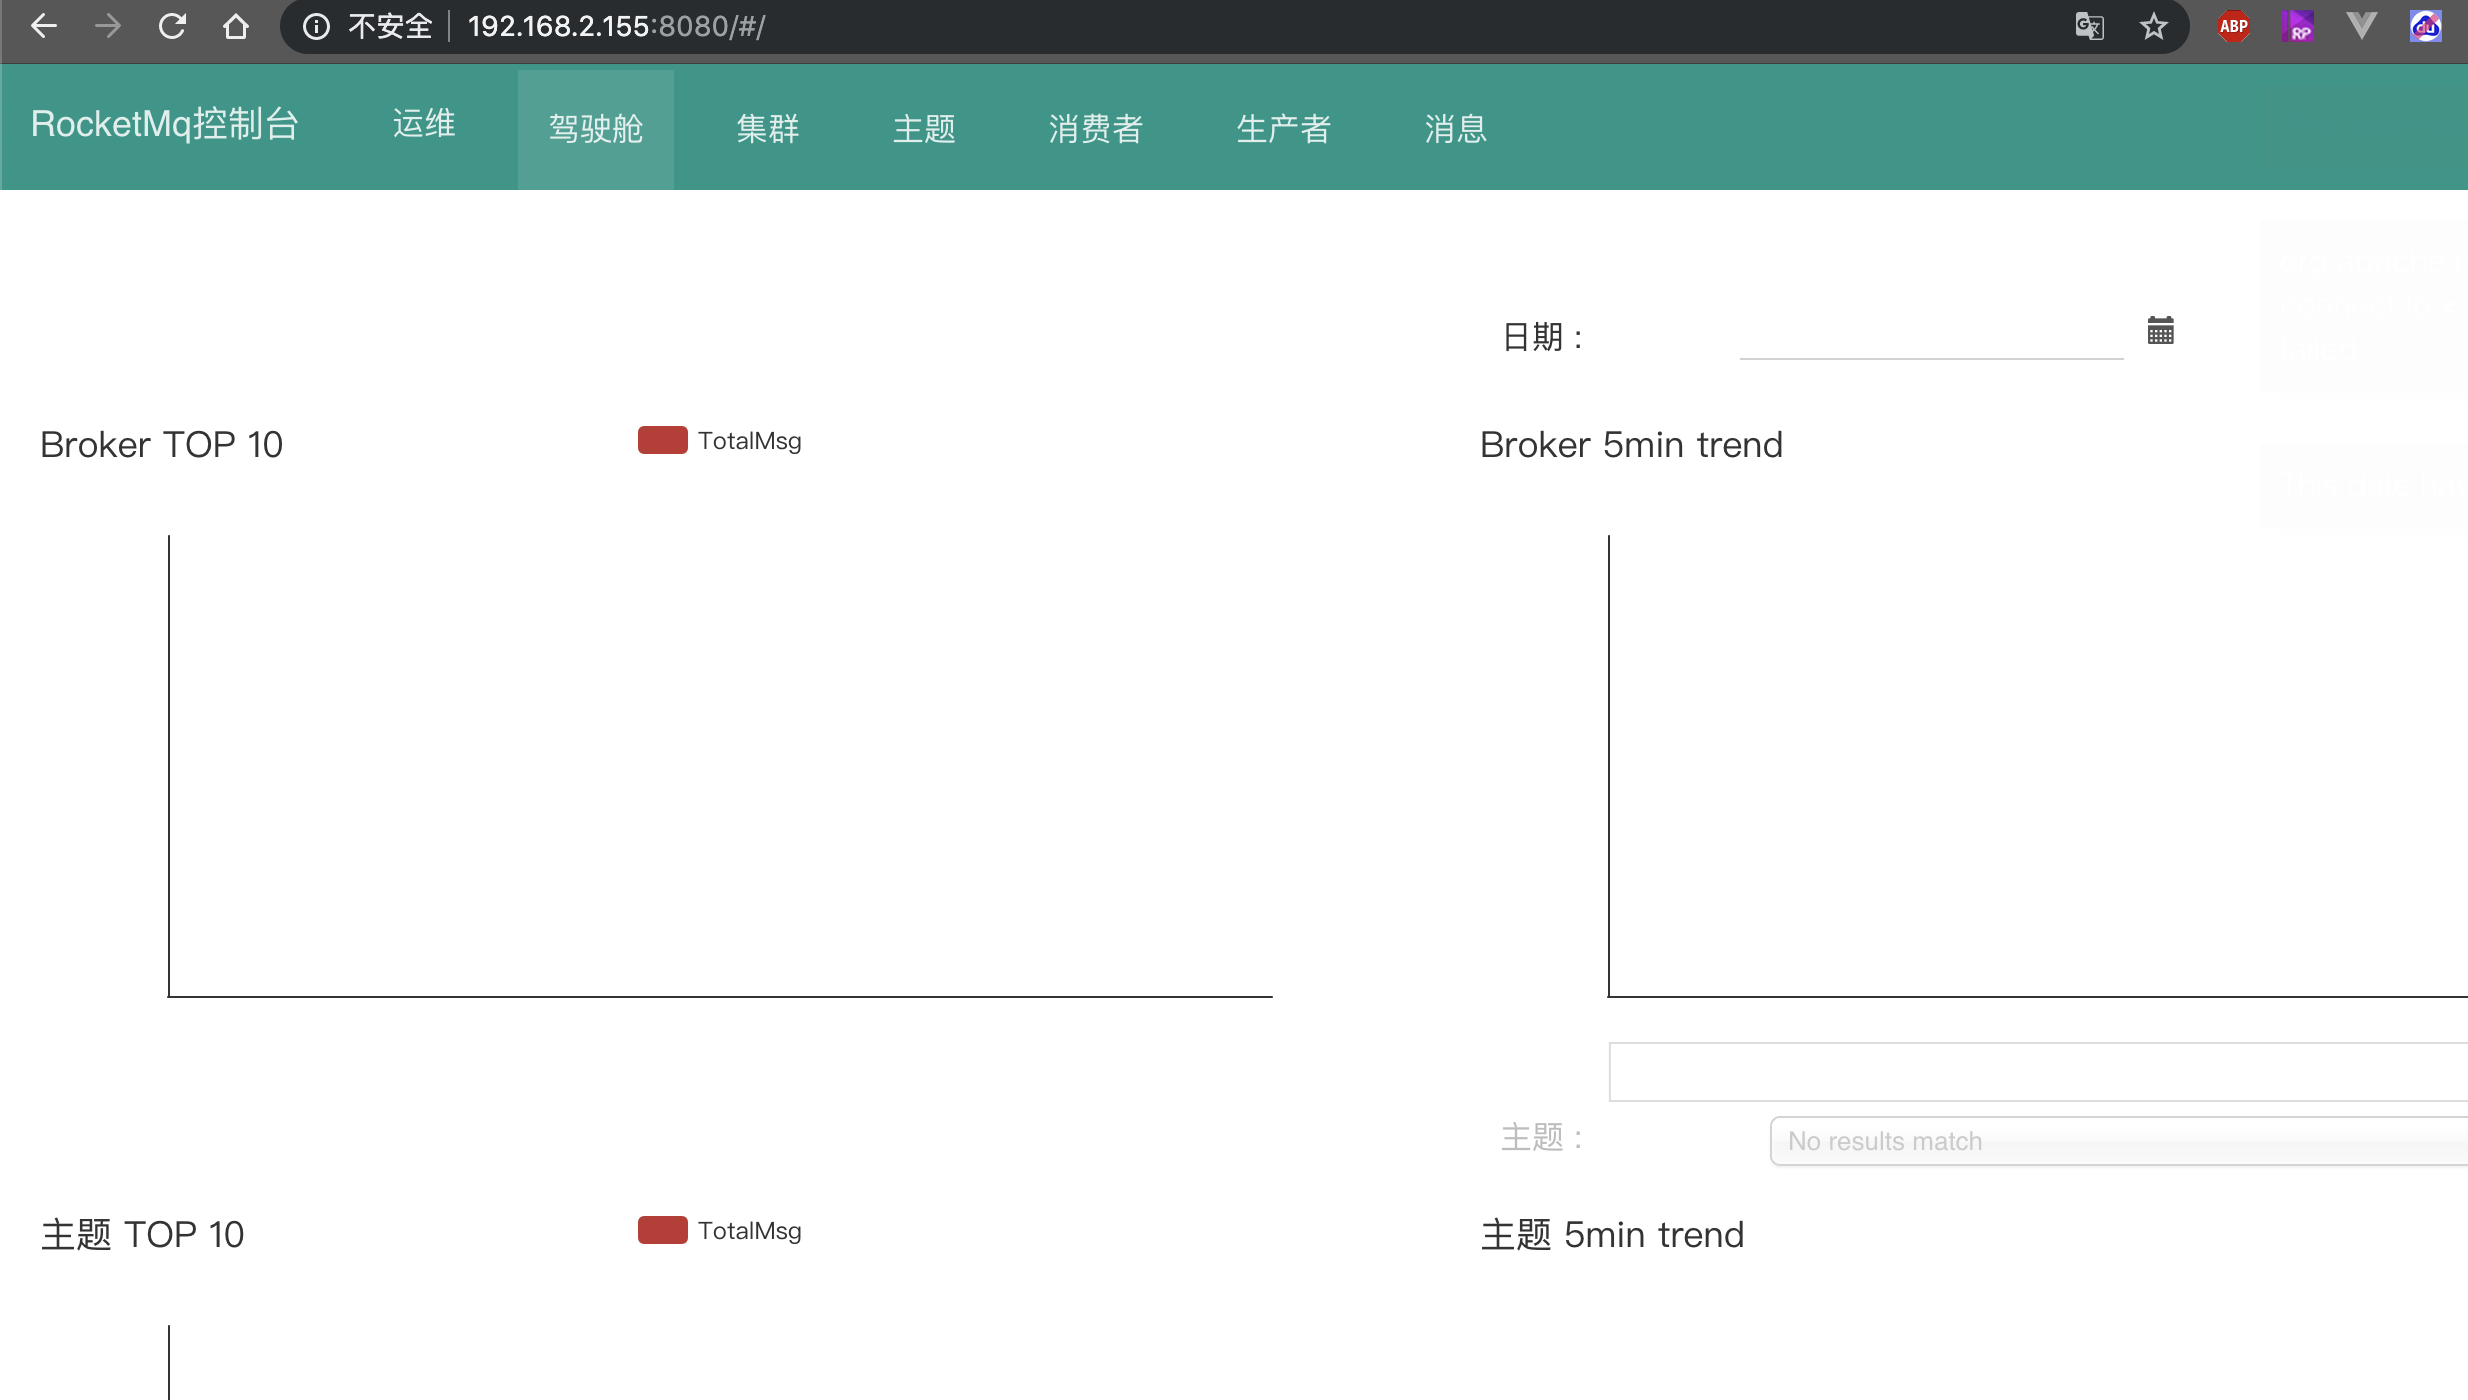 不安全 192.168.2.155:8080/#/
ABP
RP
du
RocketMq控制台 运维 驾驶舱 集群 主题 消费者 生产者 消息
日期：
Broker TOP 10
TotalMsg
Broker 5min trend
主题：
No results match
主题 TOP 10
TotalMsg
主题 5min trend